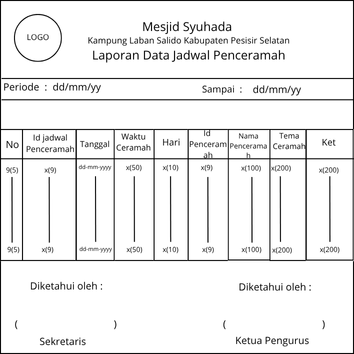 LOGO
Mesjid Syuhada
Kampung Laban Salido Kabupaten Pesisir Selatan
Laporan Data Jadwal Penceramah
Periode : dd/mm/yy Sampai : dd/mm/yy
No Id jadwal Penceramah Tanggal Waktu Ceramah Hari Id Penceram ah Nama Pencerama h Tema Ceramah Ket
9(5) x(9) dd-mm-yyyy x(50) x(10) x(9) x(100) x(200) x(200)
9(5) x(9) dd-mm-yyyy x(50) x(10) x(9) x(100) x(200) x(200)
Diketahui oleh : Diketahui oleh :
( ) ( )
Sekretaris Ketua Pengurus